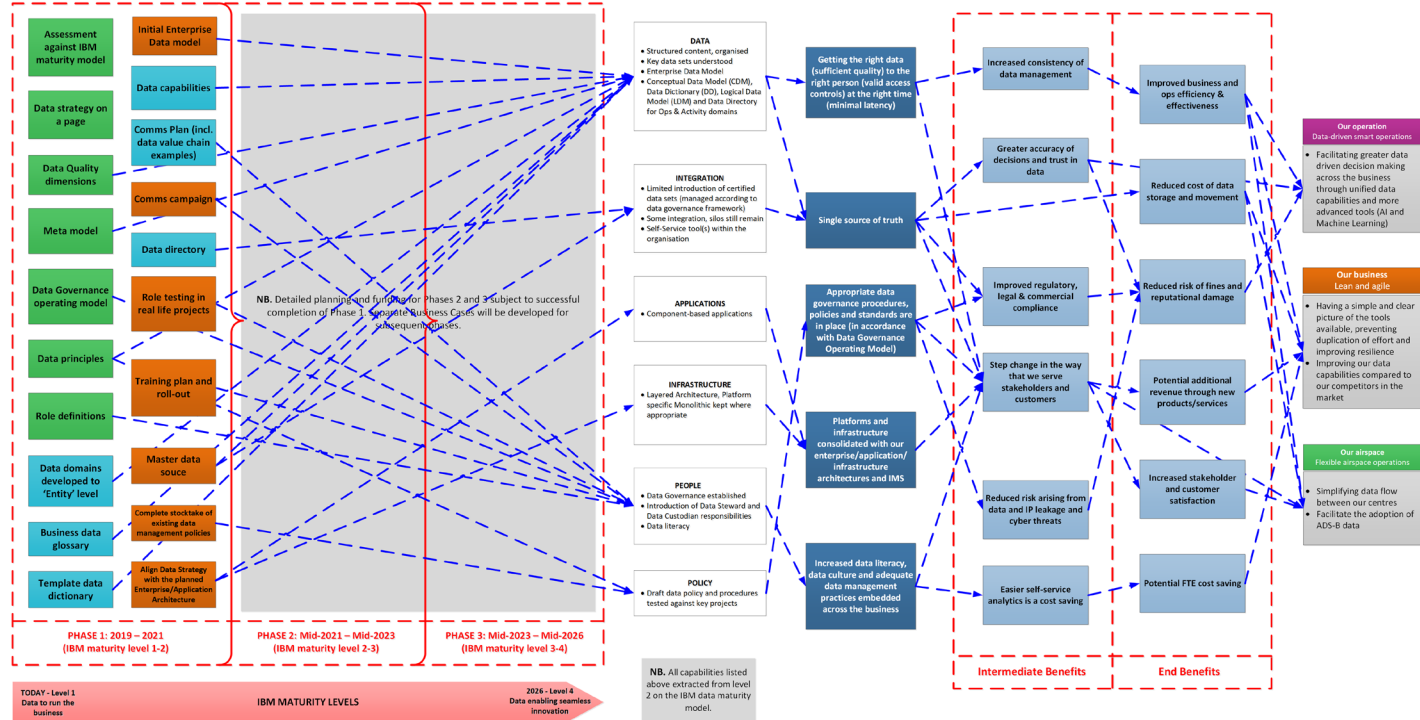 Assessment
against IBM
maturity model
Data strategy on
a page
Data Quality
dimensions
Meta model
Data Governance
operating model
Data principles
Role definitions
Data domains
developed to
'Entity' level
Business data
glossary
Template data
dictionary
Initial Enterprise
Data model
Data capabilities
Comms Plan (incl.
data value chain
examples)
Comms campaign
Data directory
Role testing in
real life projects
Training plan and
roll-out
Master data
souce
Complete stocktake of
existing data
management policies
Align Data Strategy
with the planned
Enterprise/Application
Architecture
NB. Detailed planning and funding for Phases 2 and 3 subject to successful
completion of Phase 1. Separate Business Cases will be developed for
subsequent phases.
PHASE 1: 2019 – 2021
(IBM maturity level 1-2)
PHASE 2: Mid-2021 – Mid-2023
(IBM maturity level 2-3)
PHASE 3: Mid-2023 – Mid-2026
(IBM maturity level 3-4)
TODAY - Level 1
Data to run the
business
IBM MATURITY LEVELS
2026 - Level 4
Data enabling seamless
innovation
DATA
• Structured content, organised
• Key data sets understood
• Enterprise Data Model
• Conceptual Data Model (CDM),
Data Dictionary (DD), Logical Data
Model (LDM) and Data Directory
for Ops & Activity domains
INTEGRATION
• Limited introduction of certified
data sets (managed according to
data governance framework)
• Some integration, silos still remain
• Self-Service tool(s) within the
organisation
APPLICATIONS
• Component-based applications
INFRASTRUCTURE
• Layered Architecture, Platform
specific Monolithic kept where
appropriate
PEOPLE
• Data Governance established
• Introduction of Data Steward and
Data Custodian responsibilities
• Data literacy
POLICY
• Draft data policy and procedures
tested against key projects
NB. All capabilities listed
above extracted from level
2 on the IBM data maturity
model.
Getting the right data
(sufficient quality) to the
right person (valid access
controls) at the right time
(minimal latency)
Single source of truth
Appropriate data
governance procedures,
policies and standards are
in place (in accordance
with Data Governance
Operating Model)
Platforms and
infrastructure
consolidated with our
enterprise/application/
infrastructure
architectures and IMS
Increased data literacy,
data culture and adequate
data management
practices embedded
across the business
Increased consistency of
data management
Greater accuracy of
decisions and trust in
data
Improved regulatory,
legal & commercial
compliance
Step change in the way
that we serve
stakeholders and
customers
Reduced risk arising from
data and IP leakage and
cyber threats
Easier self-service
analytics is a cost saving
Intermediate Benefits
Improved business and
ops efficiency &
effectiveness
Reduced cost of data
storage and movement
Reduced risk of fines and
reputational damage
Potential additional
revenue through new
products/services
Increased stakeholder
and customer
satisfaction
Potential FTE cost saving
End Benefits
Our operation
Data-driven smart operations
• Facilitating greater data
driven decision making
across the business
through unified data
capabilities and more
advanced tools (AI and
Machine Learning)
Our business
Lean and agile
• Having a simple and clear
picture of the tools
available, preventing
duplication of effort and
improving resilience
• Improving our data
capabilities compared to
our competitors in the
market
Our airspace
Flexible airspace operations
• Simplifying data flow
between our centres
• Facilitate the adoption of
ADS-B data